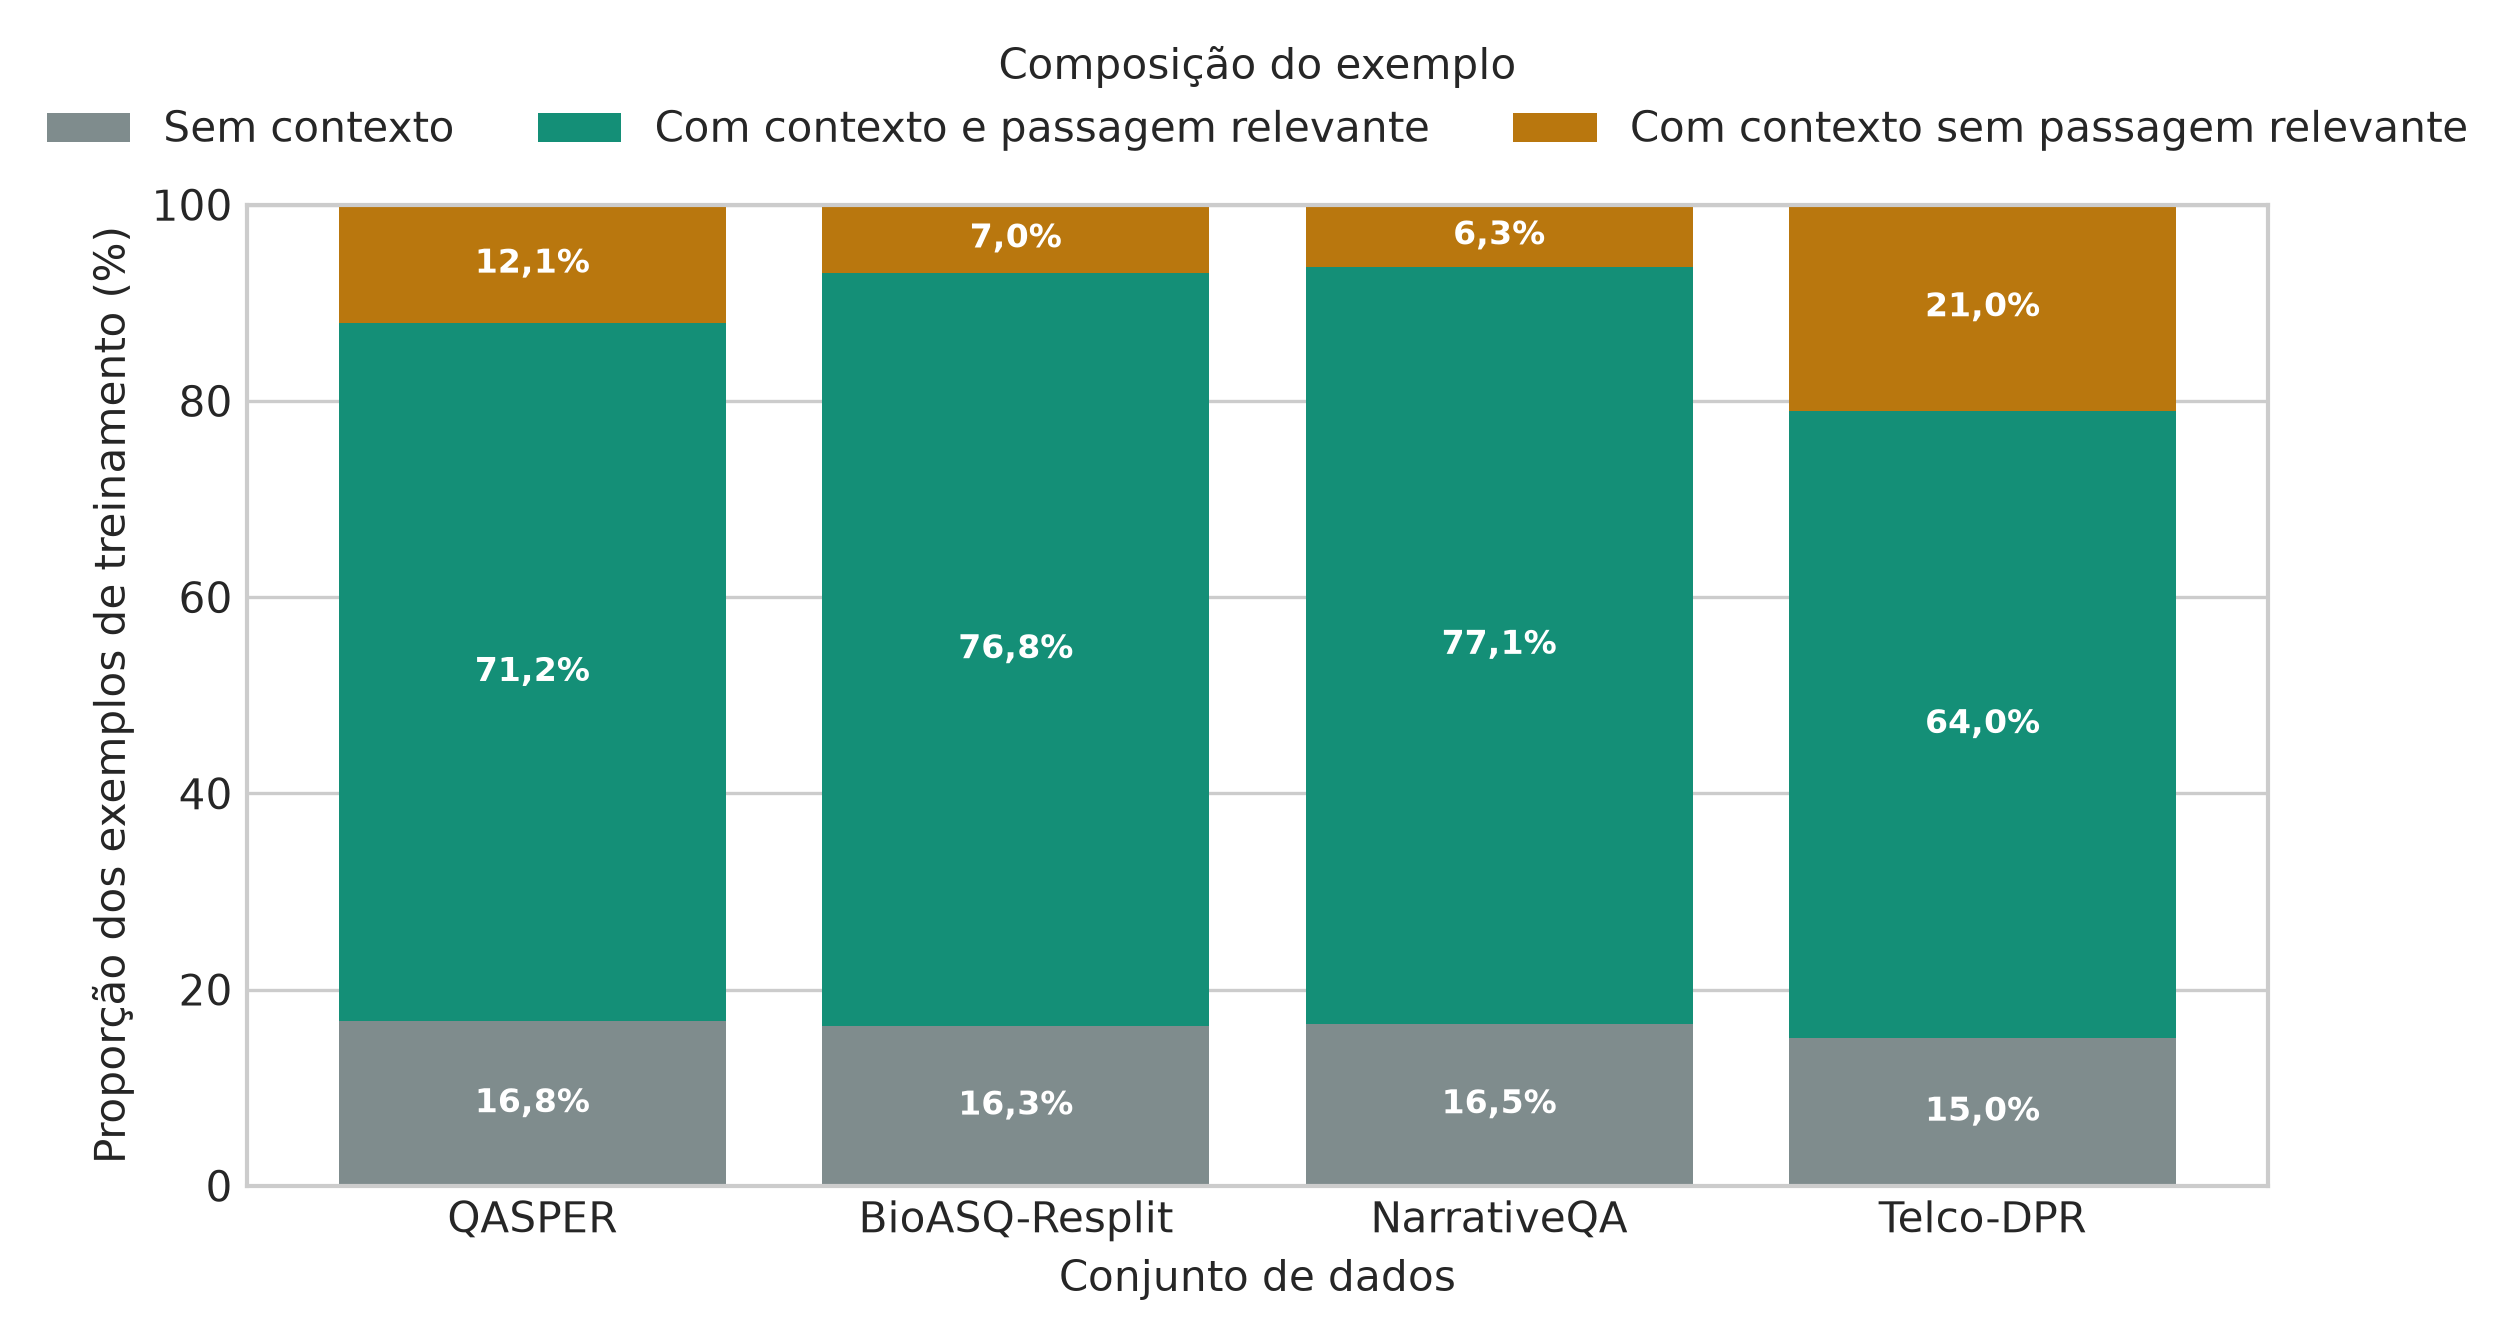 Composição do exemplo
Sem contexto Com contexto e passagem relevante Com contexto sem passagem relevante
Proporção dos exemplos de treinamento (%)
100
80
60
40
20
0
12,1% 7,0% 6,3% 21,0%
71,2% 76,8% 77,1% 64,0%
16,8% 16,3% 16,5% 15,0%
QASPER BioASQ-Resplit NarrativeQA Telco-DPR
Conjunto de dados